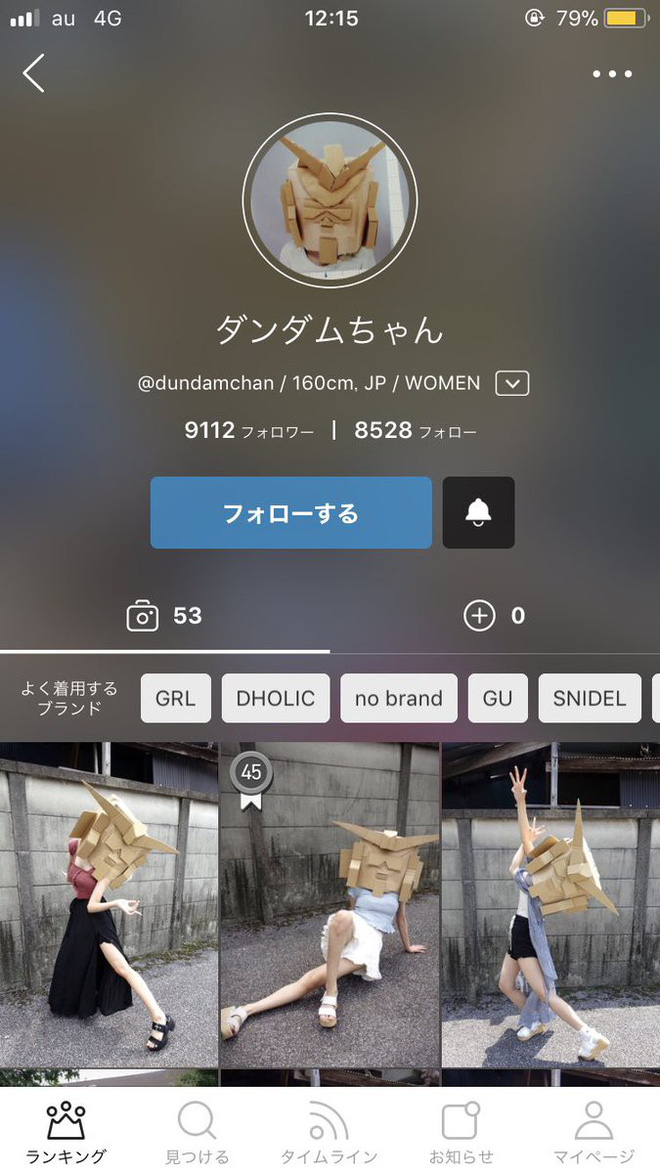 au 4G 12:15 79%
ダンダムちゃん
@dundamchan / 160cm, JP / WOMEN
9112 フォロワー | 8528 フォロー
フォローする
53 0
よく着用する
ブランド
GRL DHOLIC no brand GU SNIDEL
45
ランキング 見つける タイムライン お知らせ マイページ